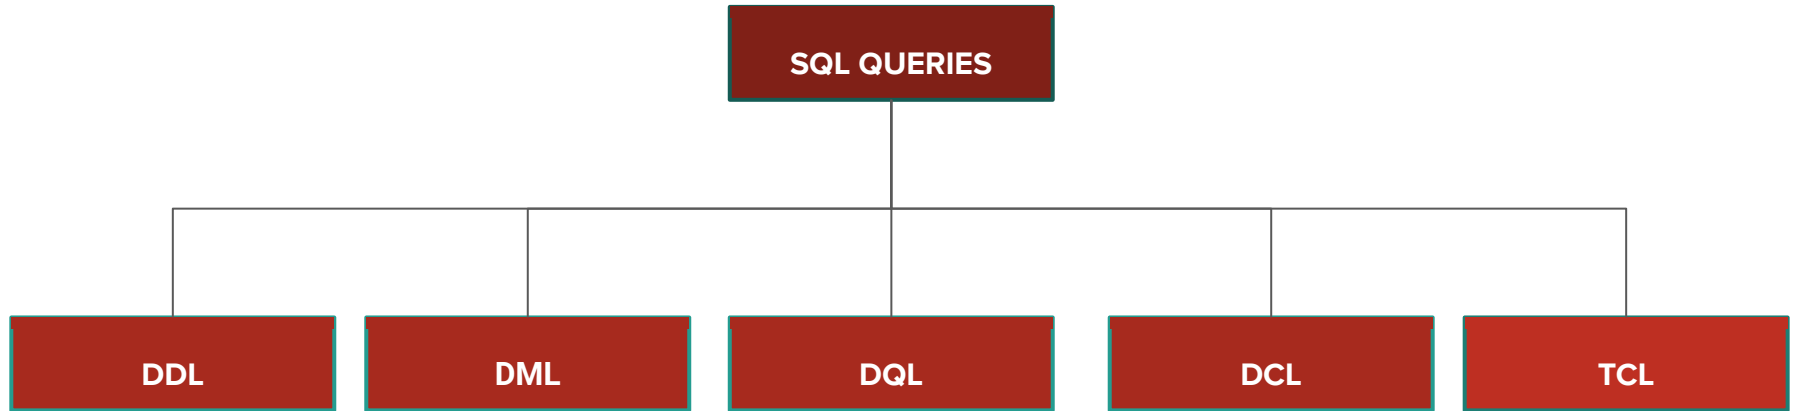 SQL QUERIES
DDL
DML
DQL
DCL
TCL